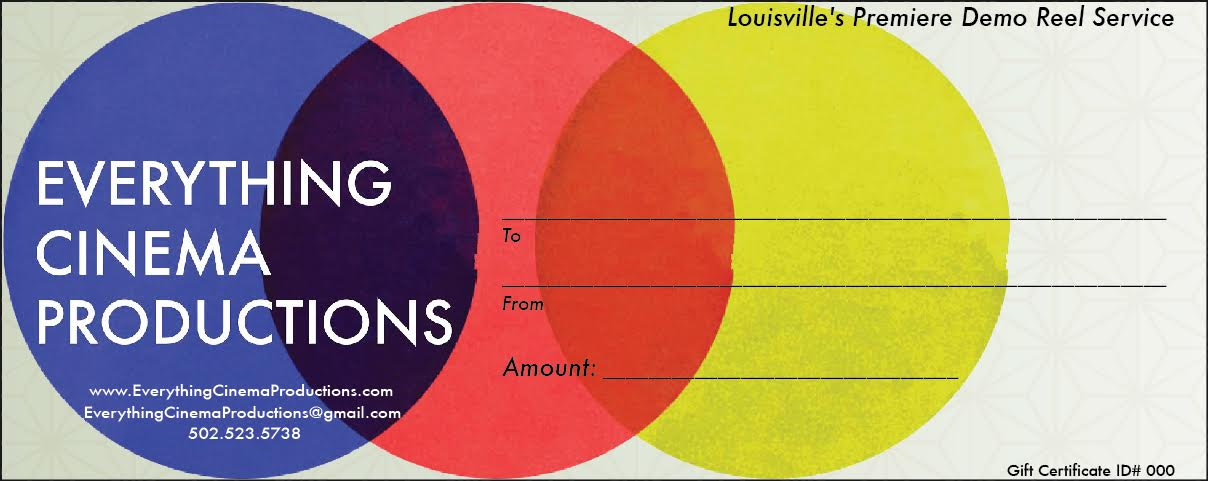 Louisville's Premiere Demo Reel Service
EVERYTHING
CINEMA
PRODUCTIONS
www.EverythingCinemaProductions.com
EverythingCinemaProductions@gmail.com
502.523.5738
To
From
Amount:
Gift Certificate ID# 000